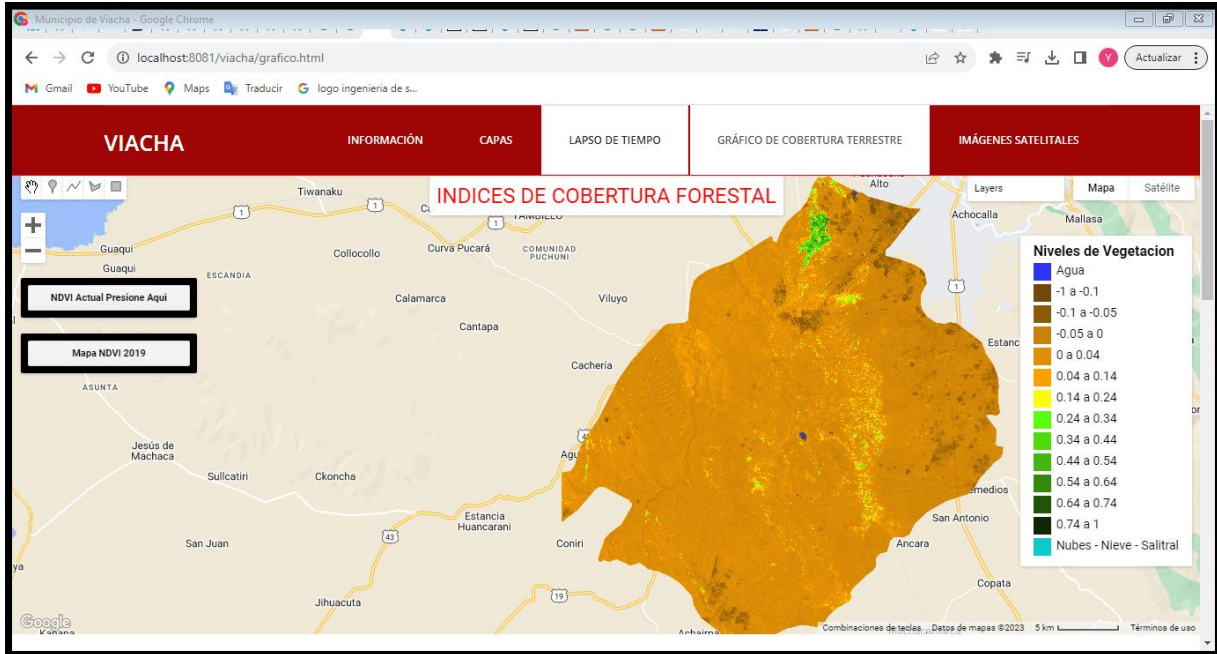 Municipio de Viacha - Google Chrome
localhost:8081/viacha/grafico.html
Y
Actualizar
Gmail
YouTube
Maps
Traducir
logo ingenieria de s...
VIACHA
INFORMACIÓN
CAPAS
LAPSO DE TIEMPO
GRÁFICO DE COBERTURA TERRESTRE
IMÁGENES SATELITALES
INDICES DE COBERTURA FORESTAL
Layers
Mapa
Satélite
Tiwanaku
Alto
Achocalla
Mallasa
1
1
1
1
Guaqui
Guaqui
ESCANDIA
Collocollo
Curva Pucará
COMUNIDAD
PUCHUNI
NDVI Actual Presione Aqui
Calamarca
Viluyo
Cantapa
Mapa NDVI 2019
Cachería
ASUNTA
Jesús de
Machaca
Sullcatiri
Ckoncha
Estancia
Huancarani
43
San Juan
Coniri
San Antonio
Ancara
Copata
19
Jihuacuta
Niveles de Vegetacion
Agua
-1 a -0.1
-0.1 a -0.05
-0.05 a 0
0 a 0.04
0.04 a 0.14
0.14 a 0.24
0.24 a 0.34
0.34 a 0.44
0.44 a 0.54
0.54 a 0.64
0.64 a 0.74
0.74 a 1
Nubes - Nieve - Salitral
Google
Combinaciones de teclas
Datos de mapas ©2023
5 km
Términos de uso